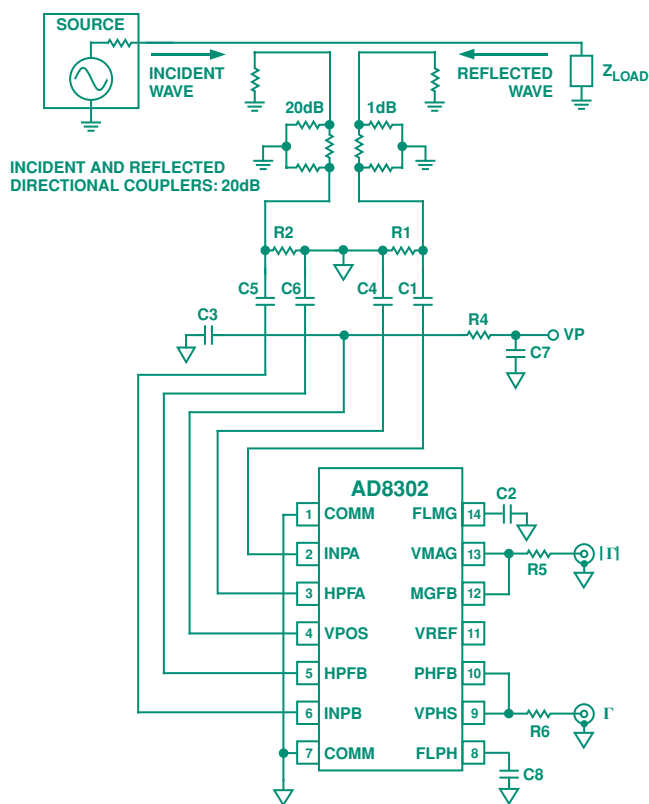 SOURCE
INCIDENT
WAVE
REFLECTED
WAVE
ZLOAD
20dB
1dB
INCIDENT AND REFLECTED
DIRECTIONAL COUPLERS: 20dB
R2
R1
C5
C6
C4
C1
C3
R4
VP
C7
AD8302
1 COMM
FLMG 14
C2
2 INPA
VMAG 13
R5
|Γ|
3 HPFA
MGFB 12
4 VPOS
VREF 11
5 HPFB
PHFB 10
6 INPB
VPHS 9
R6
Γ
7 COMM
FLPH 8
C8